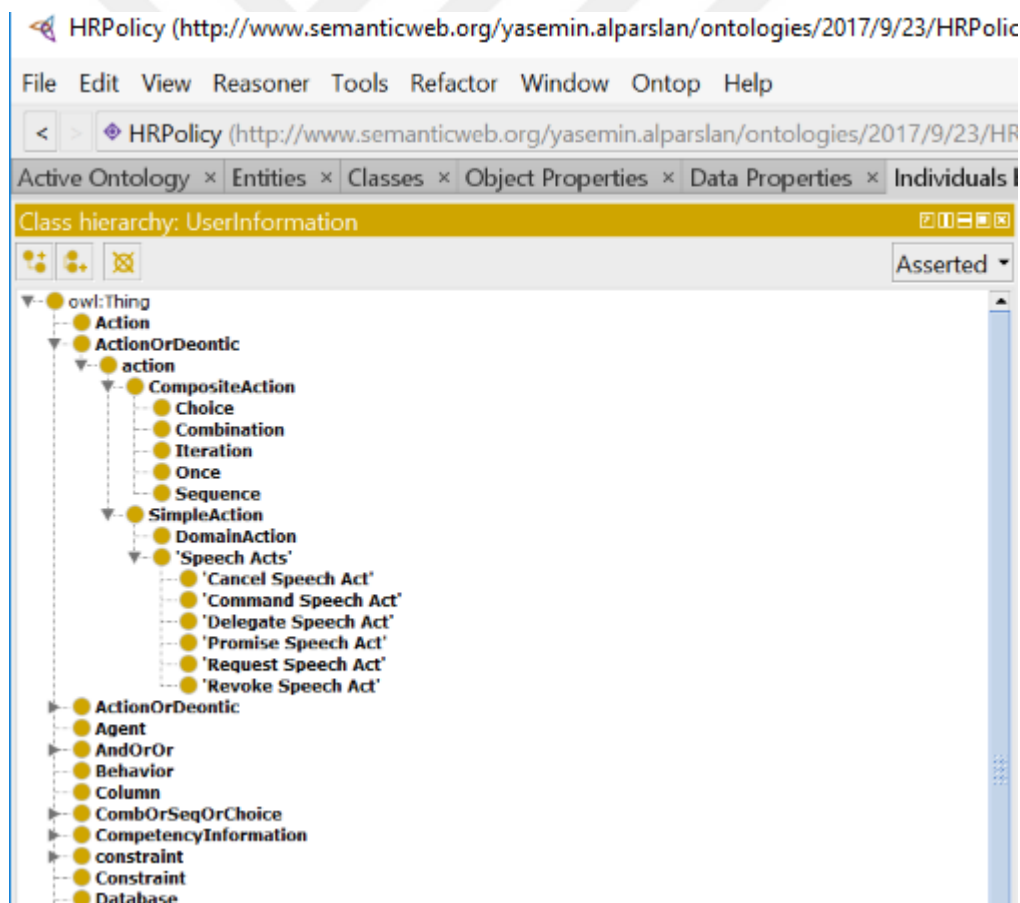 HRPolicy (http://www.semanticweb.org/yasemin.alparslan/ontologies/2017/9/23/HRPolic
File Edit View Reasoner Tools Refactor Window Ontop Help
< > HRPolicy (http://www.semanticweb.org/yasemin.alparslan/ontologies/2017/9/23/HR
Active Ontology × Entities × Classes × Object Properties × Data Properties × Individuals
Class hierarchy: UserInformation
Asserted
owl:Thing
Action
ActionOrDeontic
action
CompositeAction
Choice
Combination
Iteration
Once
Sequence
SimpleAction
DomainAction
'Speech Acts'
'Cancel Speech Act'
'Command Speech Act'
'Delegate Speech Act'
'Promise Speech Act'
'Request Speech Act'
'Revoke Speech Act'
ActionOrDeontic
Agent
AndOrOr
Behavior
Column
CombOrSeqOrChoice
CompetencyInformation
constraint
Constraint
Database